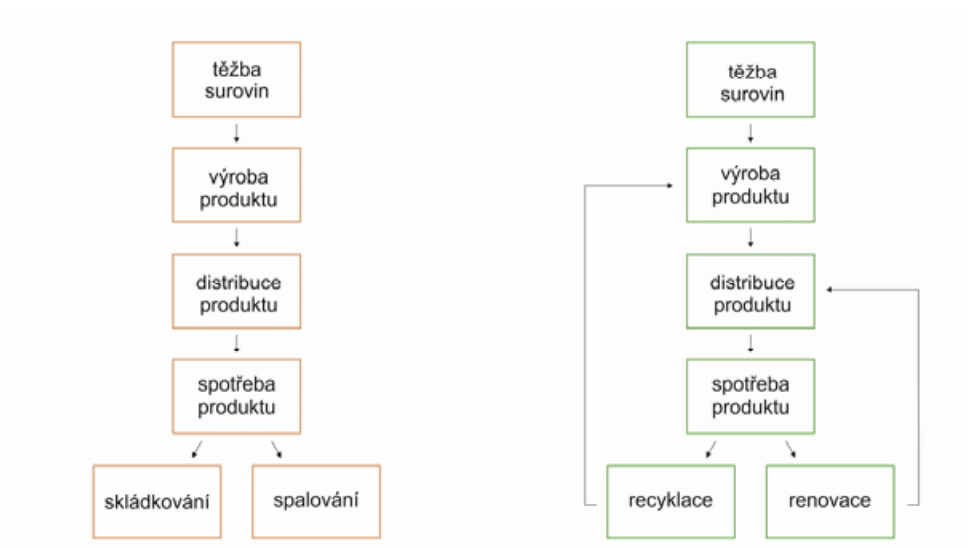 těžba
surovin
výroba
produktu
distribuce
produktu
spotřeba
produktu
skládkování
spalování
těžba
surovin
výroba
produktu
distribuce
produktu
spotřeba
produktu
recyklace
renovace